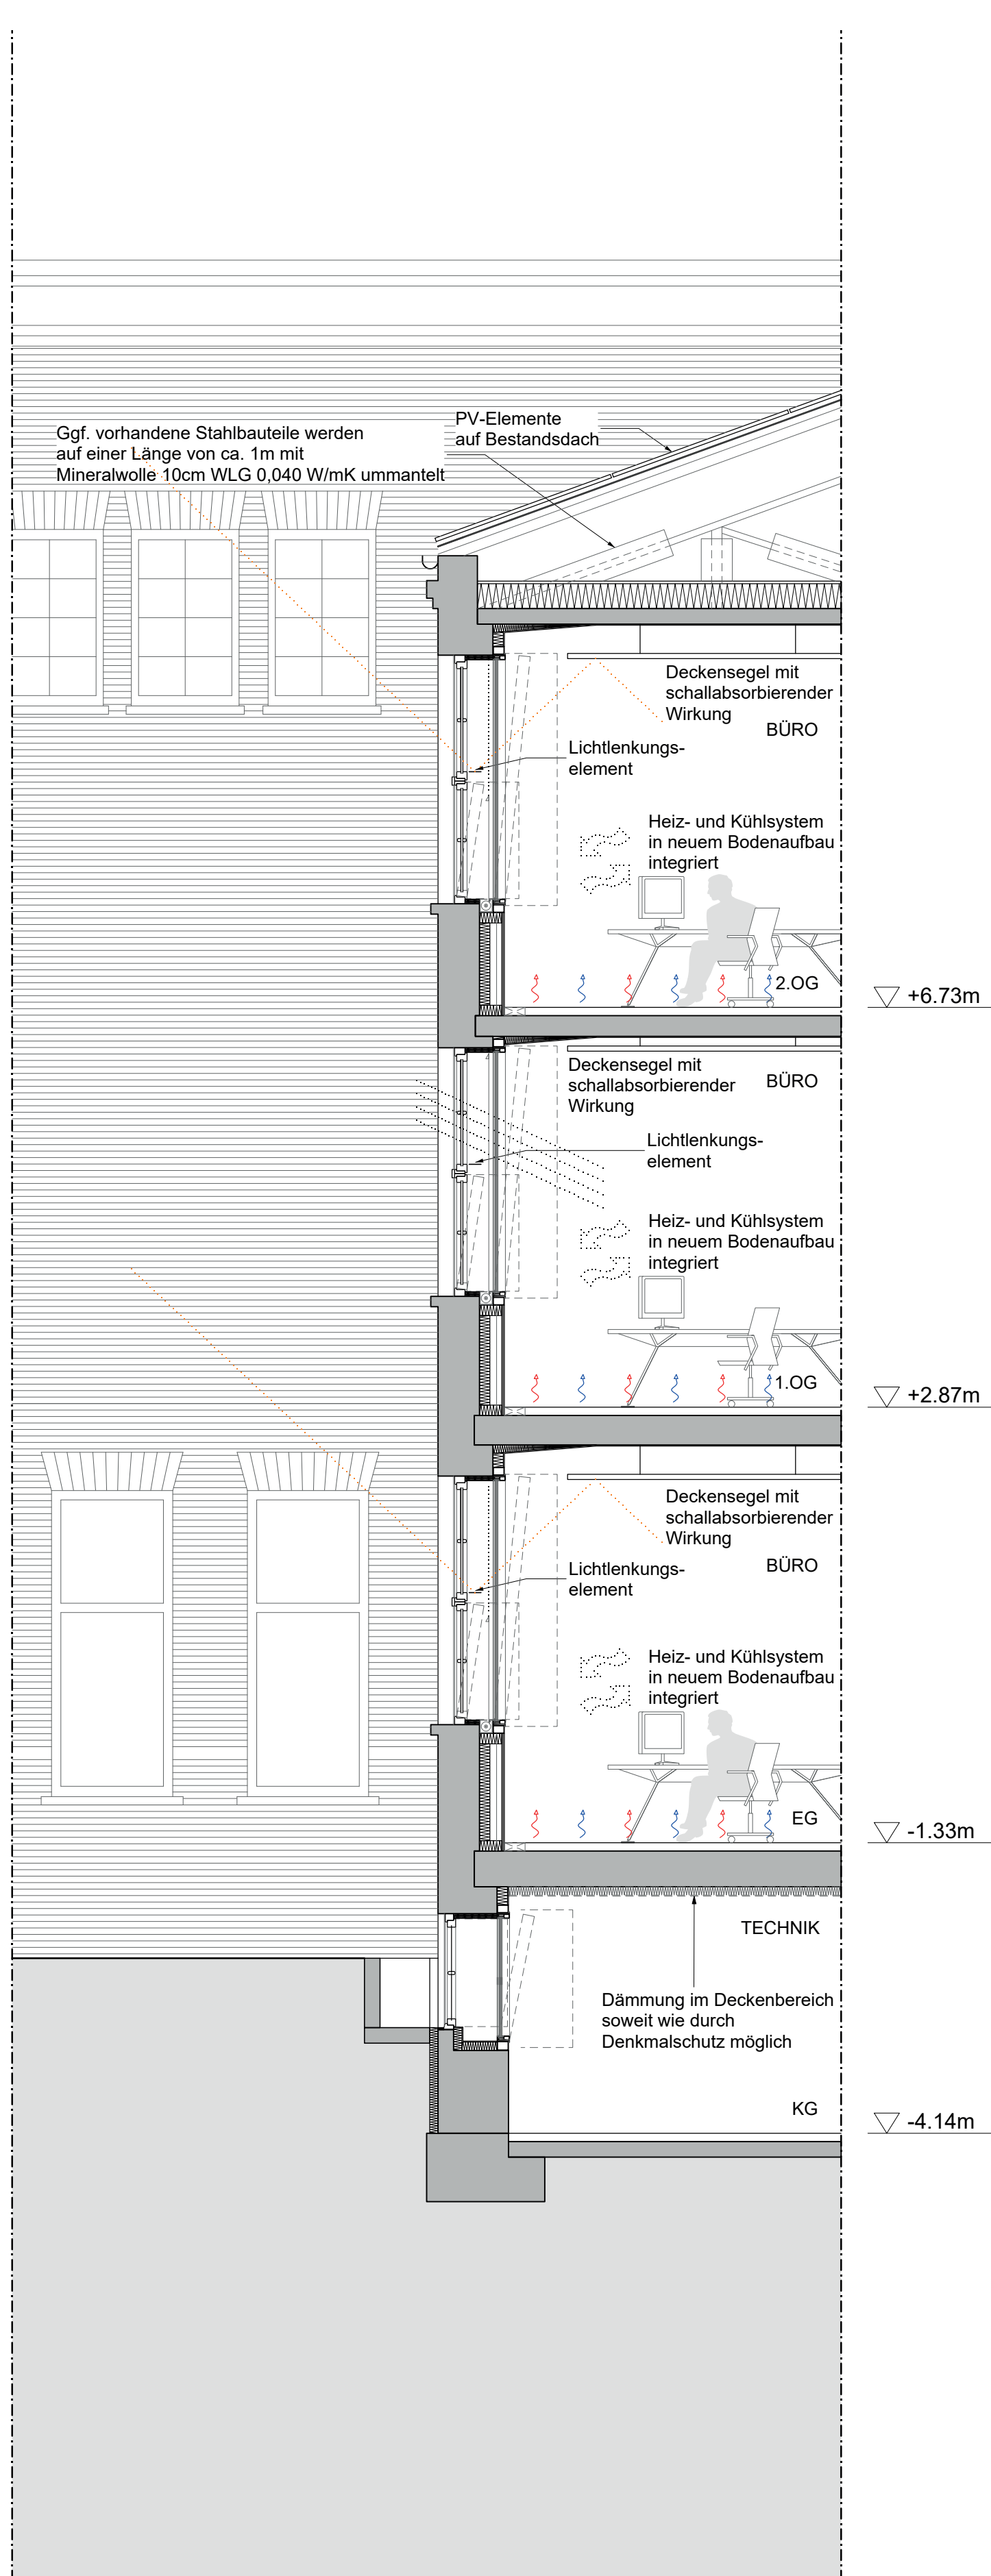 PV-Elemente
auf Bestandsdach
Ggf. vorhandene Stahlbauteile werden
auf einer Länge von ca. 1m mit
Mineralwolle 10cm WLG 0,040 W/mK ummantelt
Deckensegel mit
schallabsorbierender
Wirkung
BÜRO
Lichtlenkungs-
element
Heiz- und Kühlsystem
in neuem Bodenaufbau
integriert
2.OG
+6.73m
Deckensegel mit
schallabsorbierender
Wirkung
BÜRO
Lichtlenkungs-
element
Heiz- und Kühlsystem
in neuem Bodenaufbau
integriert
1.OG
+2.87m
Deckensegel mit
schallabsorbierender
Wirkung
BÜRO
Lichtlenkungs-
element
Heiz- und Kühlsystem
in neuem Bodenaufbau
integriert
EG
-1.33m
TECHNIK
Dämmung im Deckenbereich
soweit wie durch
Denkmalschutz möglich
KG
-4.14m